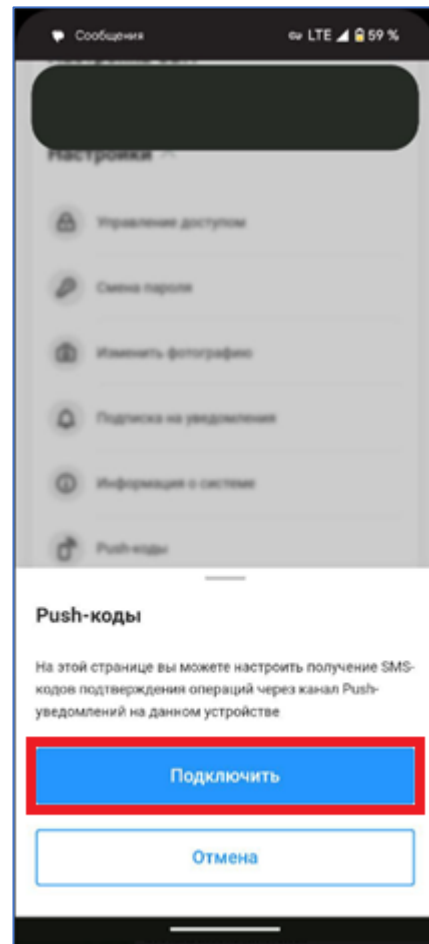 Сообщения LTE 59 %
Настройки
Управление доступом
Смена пароля
Изменить фотографию
Подписка на уведомления
Информация о системе
Push-коды
Push-коды
На этой странице вы можете настроить получение SMS-
кодов подтверждения операций через канал Push-
уведомлений на данном устройстве
Подключить
Отмена